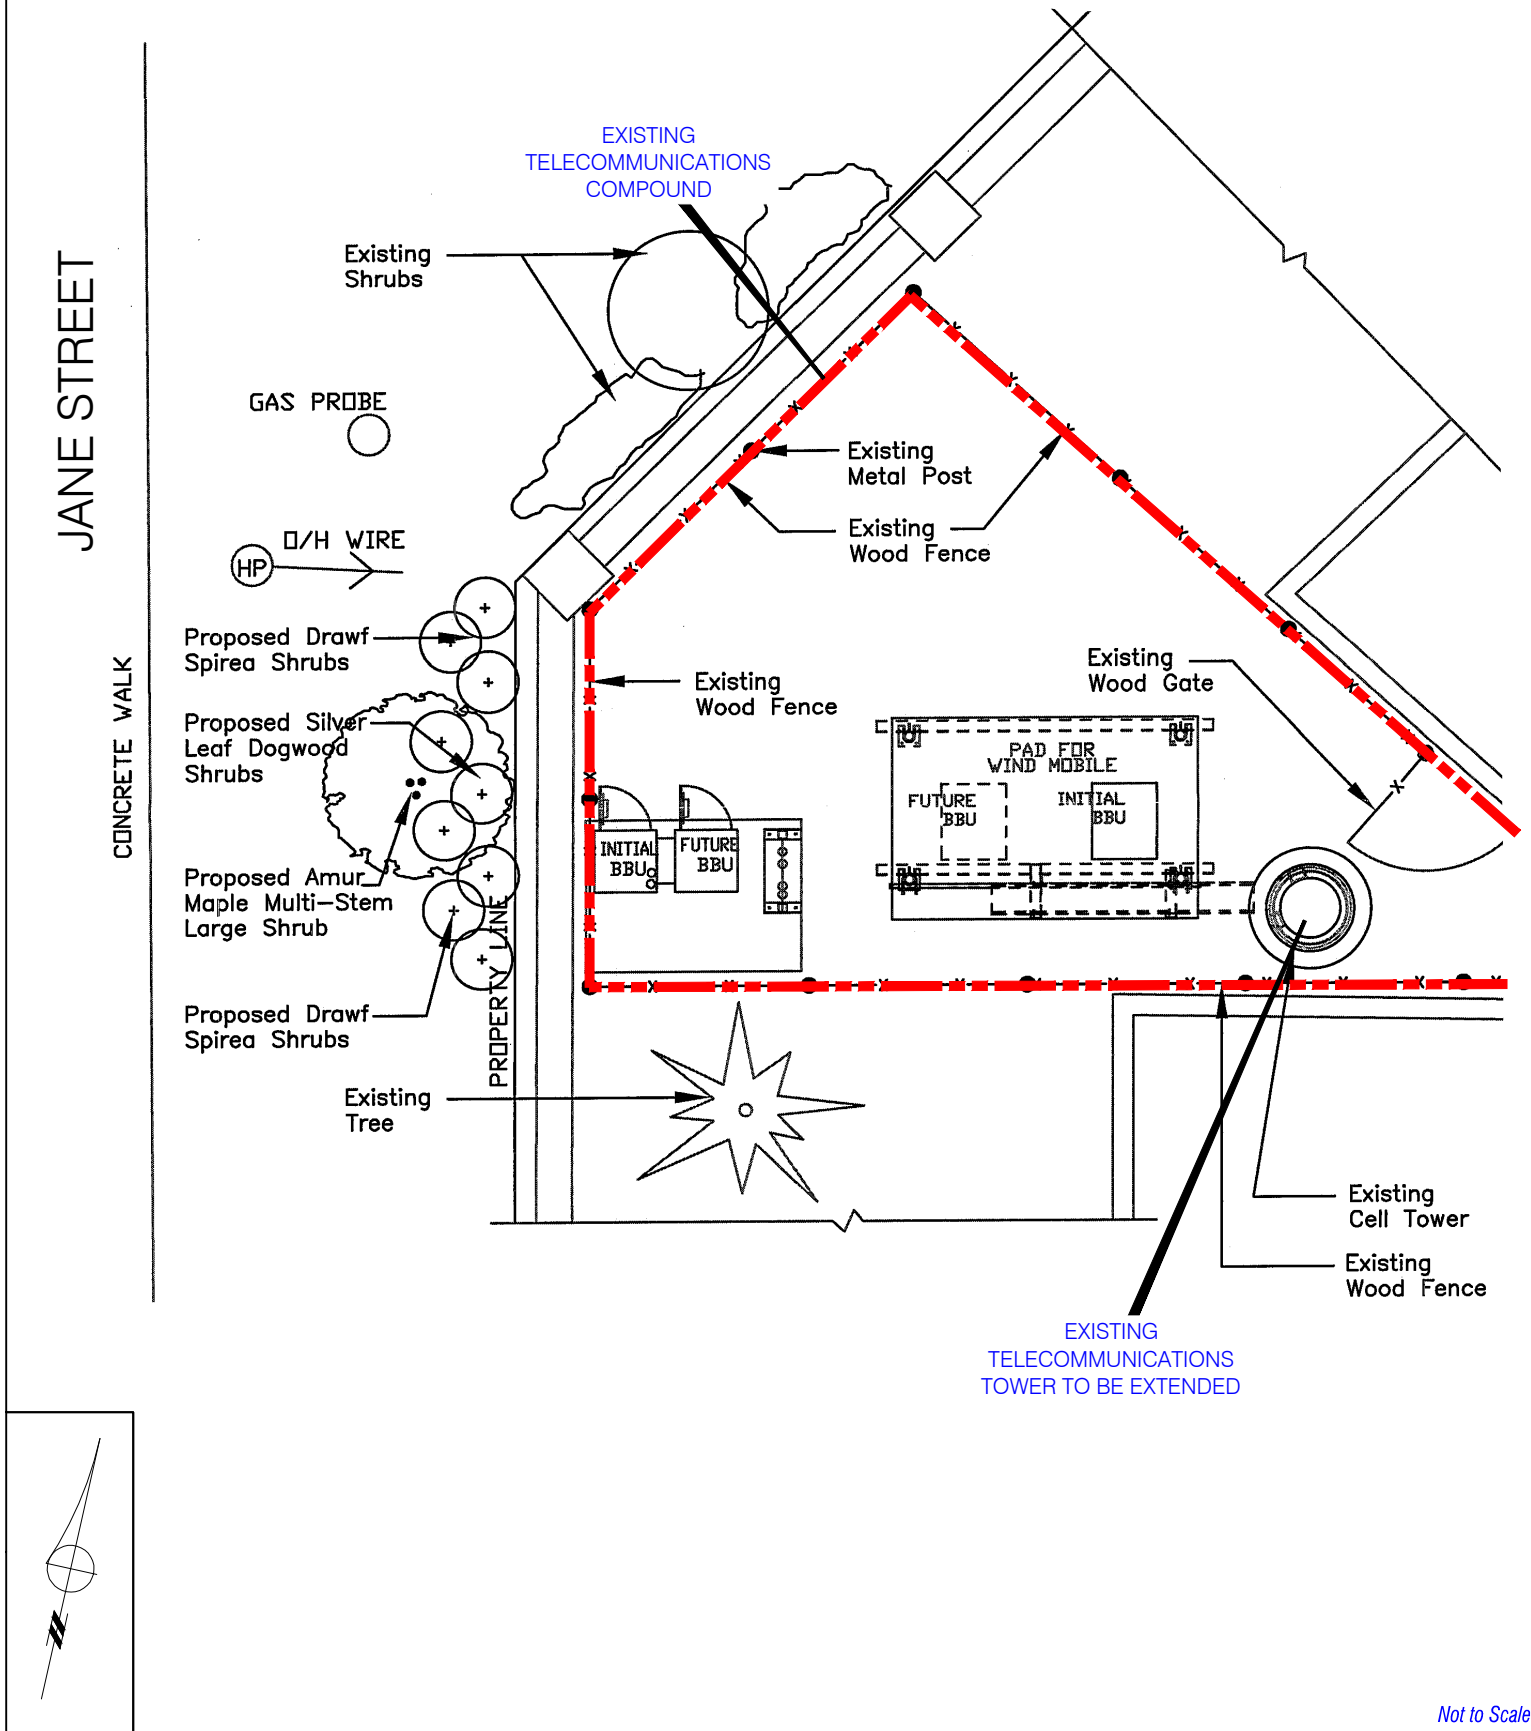 EXISTING
TELECOMMUNICATIONS
COMPOUND
Existing
Shrubs
JANE STREET
GAS PROBE
Existing
Metal Post
Existing
Wood Fence
O/H WIRE
HP
Proposed Drawf
Spirea Shrubs
CONCRETE WALK
Existing
Wood Gate
Existing
Wood Fence
Proposed Silver
Leaf Dogwood
Shrubs
PAD FOR
WIND MOBILE
FUTURE
BBU
INITIAL
BBU
INITIAL
BBU
FUTURE
BBU
Proposed Amur
Maple Multi-Stem
Large Shrub
PROPERTY LINE
Proposed Drawf
Spirea Shrubs
Existing
Tree
Existing
Cell Tower
Existing
Wood Fence
EXISTING
TELECOMMUNICATIONS
TOWER TO BE EXTENDED
Not to Scale